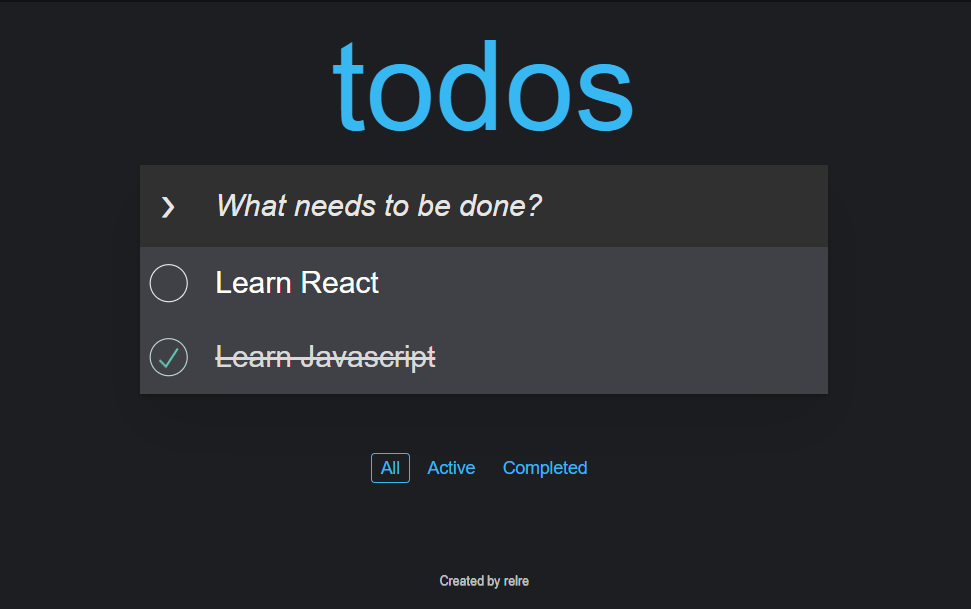 todos
❯ What needs to be done?
Learn React
Learn Javascript
All Active Completed
Created by relre